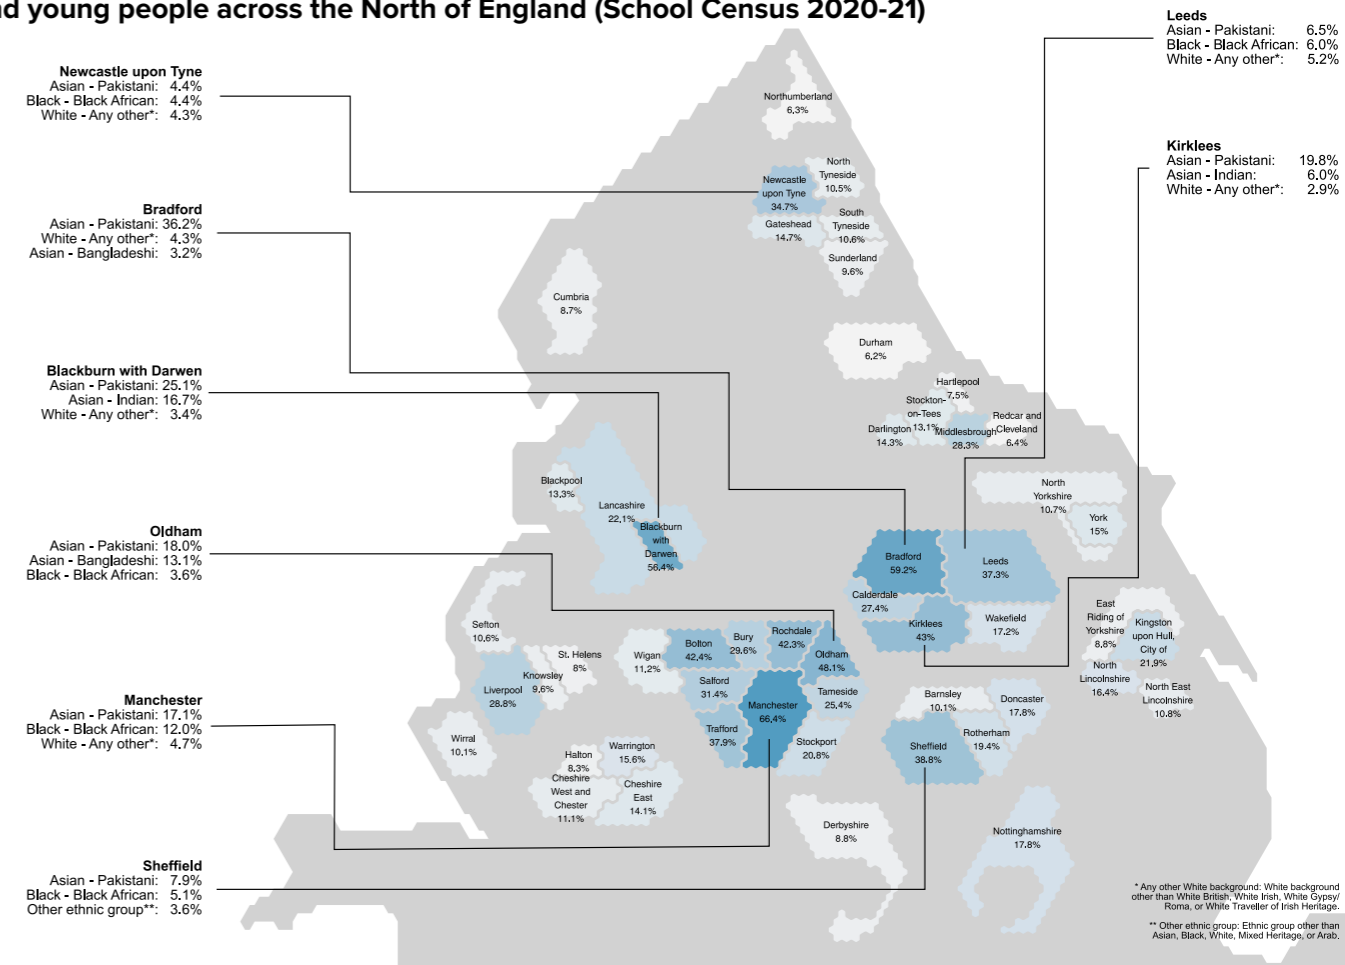 nd young people across the North of England (School Census 2020-21)
Leeds
Asian - Pakistani: 6.5%
Black - Black African: 6.0%
White - Any other*: 5.2%
Newcastle upon Tyne
Asian - Pakistani: 4.4%
Black - Black African: 4.4%
White - Any other*: 4.3%
Kirklees
Asian - Pakistani: 19.8%
Asian - Indian: 6.0%
White - Any other*: 2.9%
Bradford
Asian - Pakistani: 36.2%
White - Any other*: 4.3%
Asian - Bangladeshi: 3.2%
Blackburn with Darwen
Asian - Pakistani: 25.1%
Asian - Indian: 16.7%
White - Any other*: 3.4%
Oldham
Asian - Pakistani: 18.0%
Asian - Bangladeshi: 13.1%
Black - Black African: 3.6%
Manchester
Asian - Pakistani: 17.1%
Black - Black African: 12.0%
White - Any other*: 4.7%
Sheffield
Asian - Pakistani: 7.9%
Black - Black African: 5.1%
Other ethnic group**: 3.6%
Northumberland
6.3%
North
Tyneside
10.5%
Newcastle
upon Tyne
34.7%
South
Tyneside
10.6%
Gateshead
14.7%
Sunderland
9.6%
Cumbria
8.7%
Durham
6.2%
Hartlepool
7.5%
Stockton-
on-Tees
13.1%
Darlington
14.3%
Middlesbrough
28.3%
Redcar and
Cleveland
6.4%
Blackpool
13.3%
Lancashire
22.1%
Blackburn
with
Darwen
56.4%
North
Yorkshire
10.7%
York
15%
Bradford
59.2%
Leeds
37.3%
Calderdale
27.4%
Kirklees
43%
Wakefield
17.2%
East
Riding of
Yorkshire
8.8%
Kingston
upon Hull,
City of
21.9%
North
Lincolnshire
16.4%
North East
Lincolnshire
10.8%
Sefton
10.6%
St. Helens
8%
Knowsley
9.6%
Liverpool
28.8%
Wirral
10.1%
Wigan
11.2%
Bolton
42.4%
Bury
29.6%
Rochdale
42.3%
Oldham
48.1%
Salford
31.4%
Manchester
66.4%
Tameside
25.4%
Trafford
37.9%
Stockport
20.8%
Halton
8.3%
Warrington
15.6%
Cheshire
West and
Chester
11.1%
Cheshire
East
14.1%
Barnsley
10.1%
Doncaster
17.8%
Rotherham
19.4%
Sheffield
38.8%
Derbyshire
8.8%
Nottinghamshire
17.8%
* Any other White background: White background
other than White British, White Irish, White Gypsy/
Roma, or White Traveller of Irish Heritage.
** Other ethnic group: Ethnic group other than
Asian, Black, White, Mixed Heritage, or Arab.